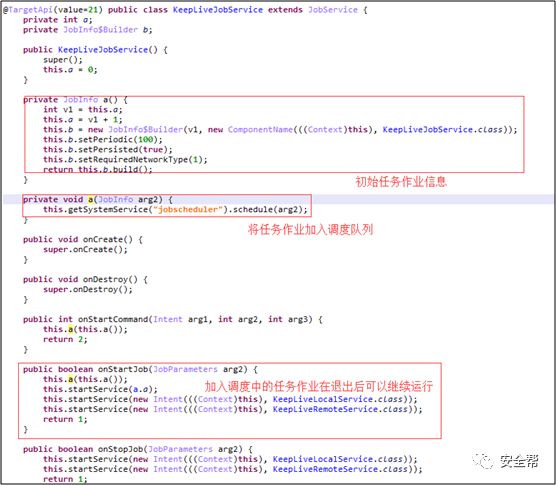 @TargetApi(value=21) public class KeepLiveJobService extends JobService {
private int a;
private JobInfo$Builder b;
public KeepLiveJobService() {
super();
this.a = 0;
}
private JobInfo a() {
int v1 = this.a;
this.a = v1 + 1;
this.b = new JobInfo$Builder(v1, new ComponentName(((Context)this), KeepLiveJobService.class));
this.b.setPeriodic(100);
this.b.setPersisted(true);
this.b.setRequiredNetworkType(1);
return this.b.build();
}
初始任务作业信息
private void a(JobInfo arg2) {
this.getSystemService("jobscheduler").schedule(arg2);
}
将任务作业加入调度队列
public void onCreate() {
super.onCreate();
}
public void onDestroy() {
super.onDestroy();
}
public int onStartCommand(Intent arg1, int arg2, int arg3) {
this.a(this.a());
return 2;
}
public boolean onStartJob(JobParameters arg2) {
this.a(this.a());
加入调度中的任务作业在退出后可以继续运行
this.startService(a.a);
this.startService(new Intent(((Context)this), KeepLiveLocalService.class));
this.startService(new Intent(((Context)this), KeepLiveRemoteService.class));
return 1;
}
public boolean onStopJob(JobParameters arg2) {
this.startService(new Intent(((Context)this), KeepLiveLocalService.class));
this.startService(new Intent(((Context)this), KeepLiveRemoteService.class));
return 1;
安全帮